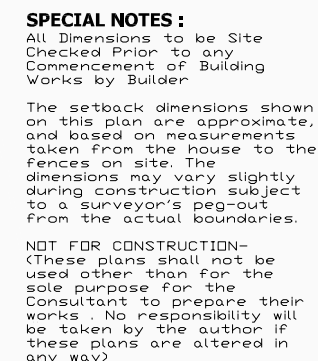 SPECIAL NOTES :
All Dimensions to be Site
Checked Prior to any
Commencement of Building
Works by Builder
The setback dimensions shown
on this plan are approximate,
and based on measurements
taken from the house to the
fences on site. The
dimensions may vary slightly
during construction subject
to a surveyor's peg-out
from the actual boundaries.
NOT FOR CONSTRUCTION-
(These plans shall not be
used other than for the
sole purpose for the
Consultant to prepare their
works . No responsibility will
be taken by the author if
these plans are altered in
any way)